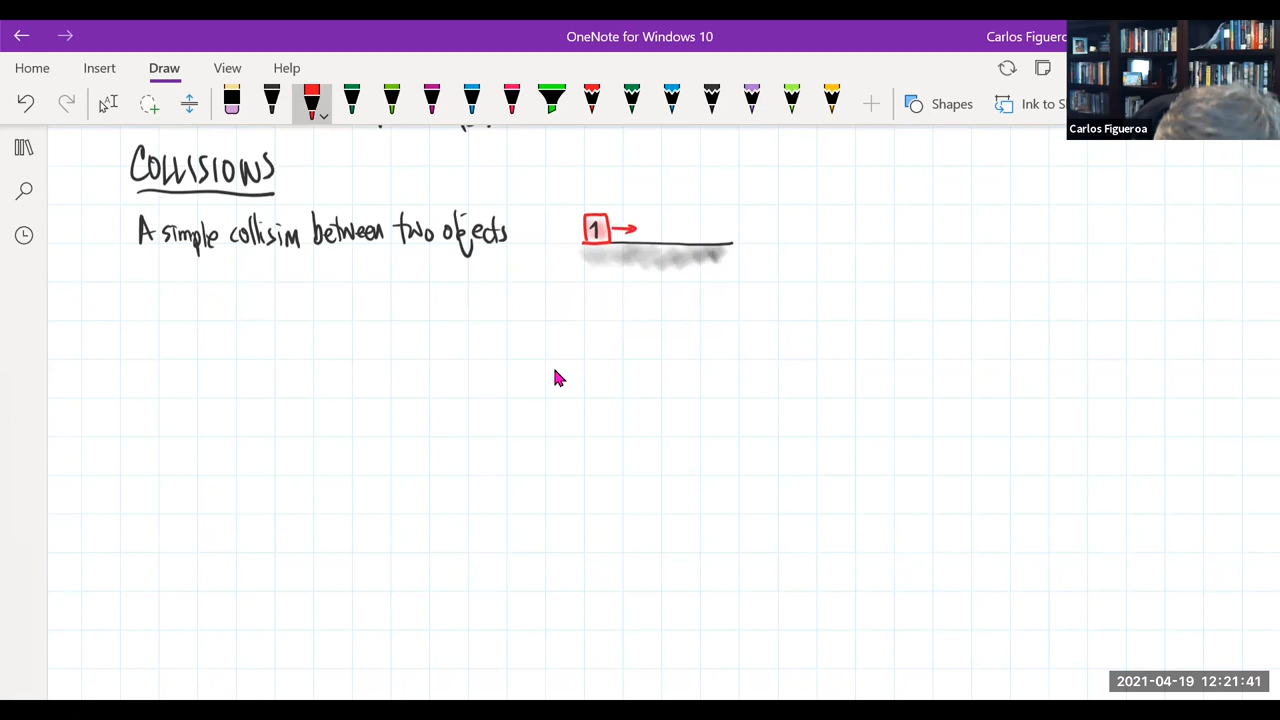 OneNote for Windows 10
Carlos Figuero
Home Insert Draw View Help
Shapes
Ink to S
Carlos Figueroa
COLLISIONS
A simple collision between two objects
1
2021-04-19 12:21:41